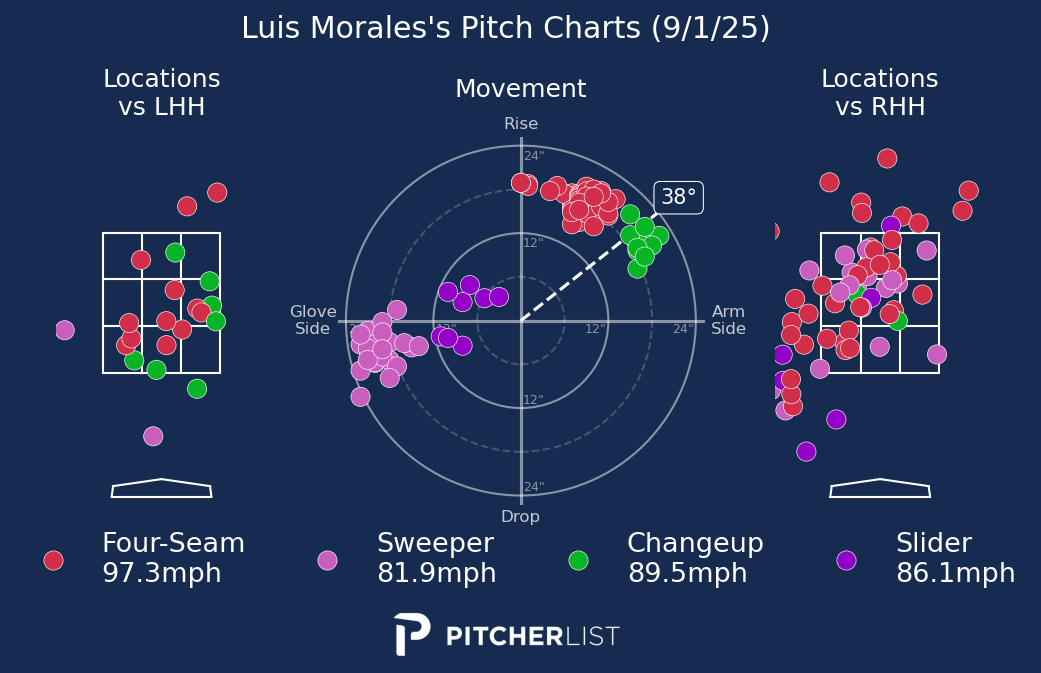 Luis Morales's Pitch Charts (9/1/25)
Locations
vs LHH
Movement
Locations
vs RHH
Rise
24"
38°
12"
Glove
Side
12"
12"
24"
Arm
Side
12"
24"
Drop
Four-Seam
97.3mph
Sweeper
81.9mph
Changeup
89.5mph
Slider
86.1mph
PITCHERLIST